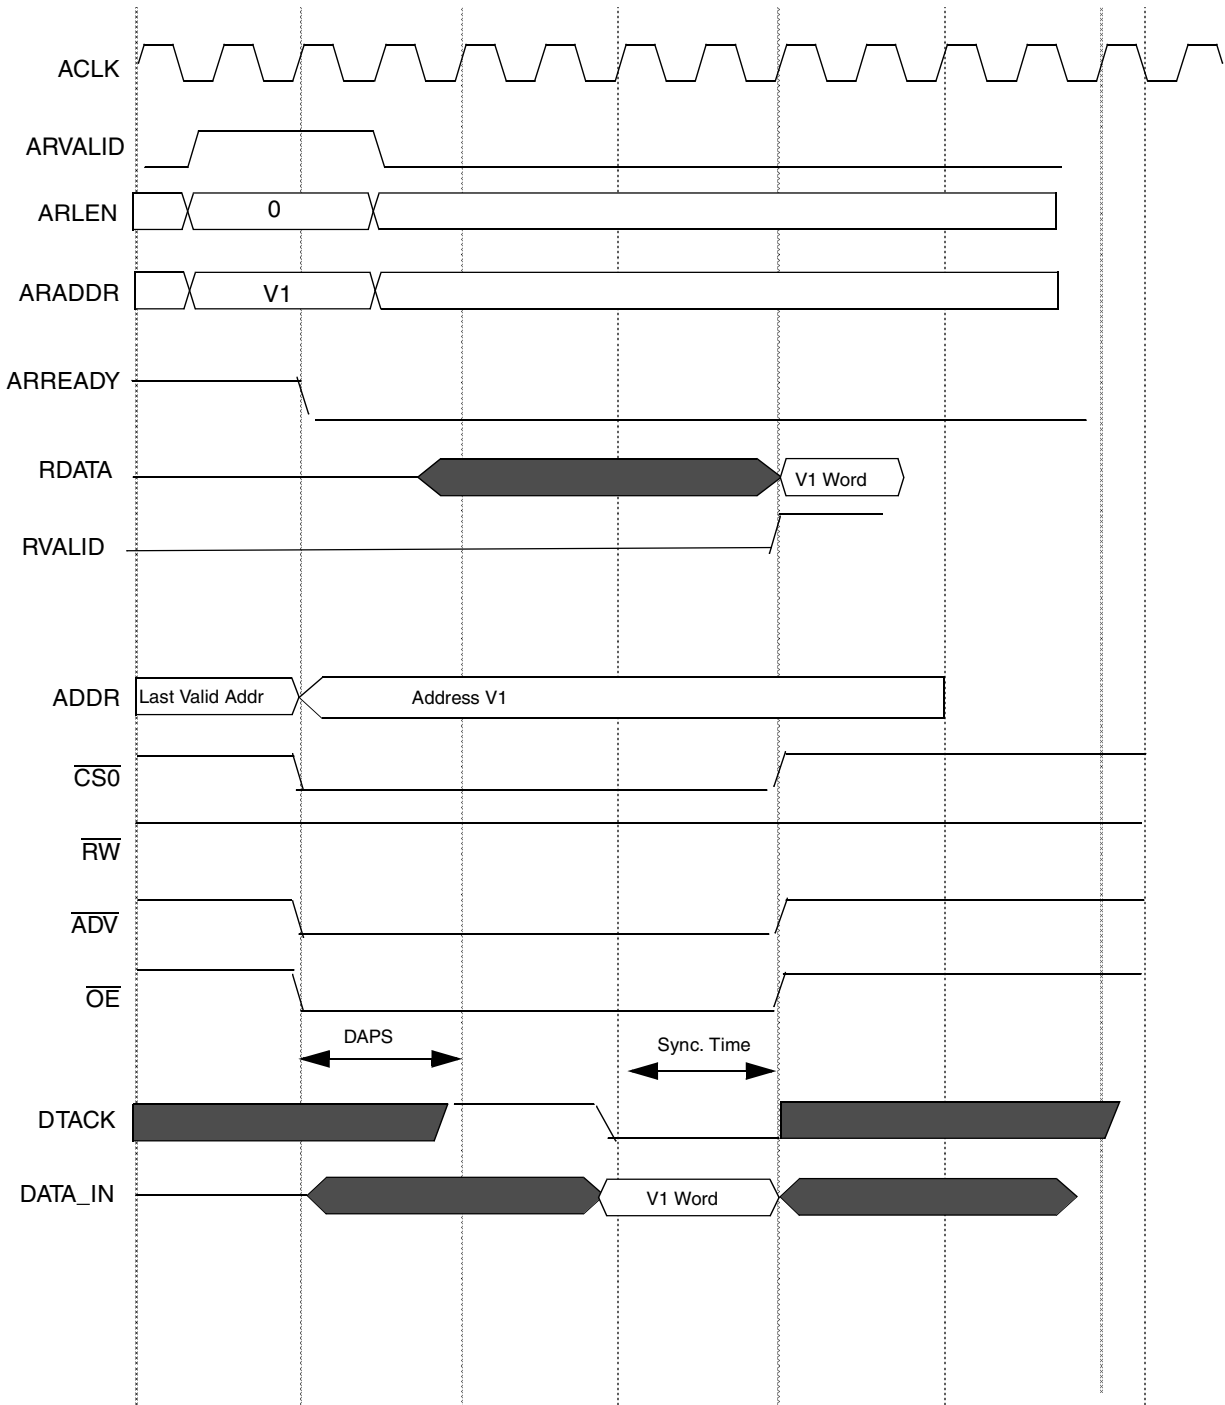 ACLK
ARVALID
ARLEN
0
ARADDR
V1
ARREADY
RDATA
V1 Word
RVALID
ADDR
Last Valid Addr
Address V1
CS0
RW
ADV
OE
DAPS
Sync. Time
DTACK
DATA_IN
V1 Word